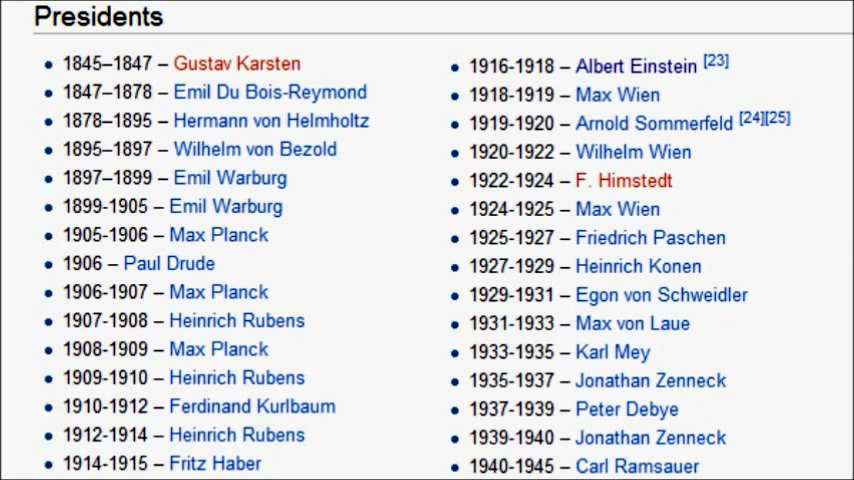 Presidents
1845–1847 – Gustav Karsten
1847–1878 – Emil Du Bois-Reymond
1878–1895 – Hermann von Helmholtz
1895–1897 – Wilhelm von Bezold
1897–1899 – Emil Warburg
1899-1905 – Emil Warburg
1905-1906 – Max Planck
1906 – Paul Drude
1906-1907 – Max Planck
1907-1908 – Heinrich Rubens
1908-1909 – Max Planck
1909-1910 – Heinrich Rubens
1910-1912 – Ferdinand Kurlbaum
1912-1914 – Heinrich Rubens
1914-1915 – Fritz Haber
1916-1918 – Albert Einstein [23]
1918-1919 – Max Wien
1919-1920 – Arnold Sommerfeld [24][25]
1920-1922 – Wilhelm Wien
1922-1924 – F. Himstedt
1924-1925 – Max Wien
1925-1927 – Friedrich Paschen
1927-1929 – Heinrich Konen
1929-1931 – Egon von Schweidler
1931-1933 – Max von Laue
1933-1935 – Karl Mey
1935-1937 – Jonathan Zenneck
1937-1939 – Peter Debye
1939-1940 – Jonathan Zenneck
1940-1945 – Carl Ramsauer